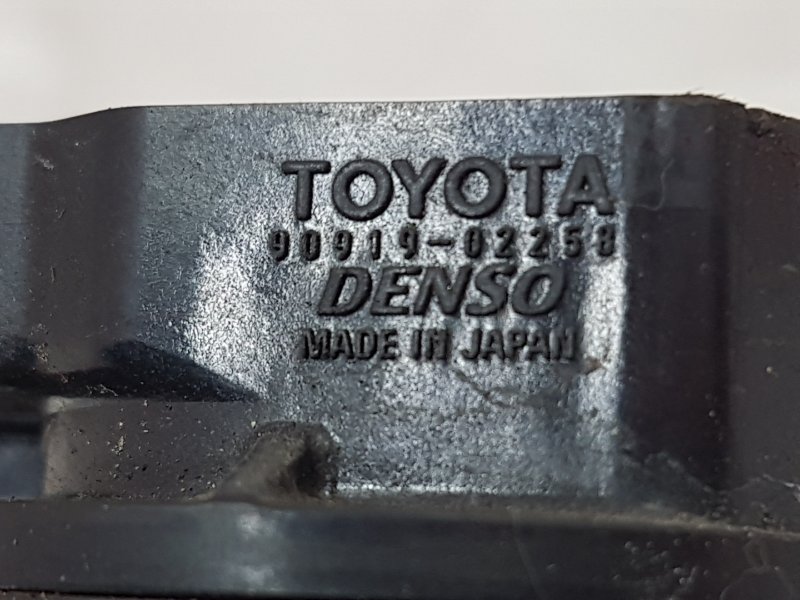 TOYOTA
90919-02258
DENSO
MADE IN JAPAN